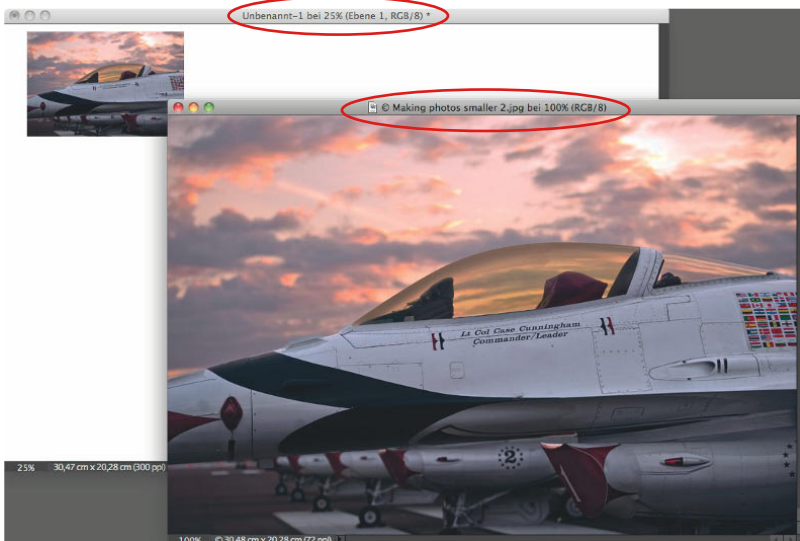 Unbenannt-1 bei 25% (Ebene 1, RGB/8) *
© Making photos smaller 2.jpg bei 100% (RGB/8)
Lt Col Case Cunningham
Commander/Leader
2
25% 30,47 cm x 20,28 cm (300 ppi)
100% © 30,48 cm x 20,28 cm (72 ppi)